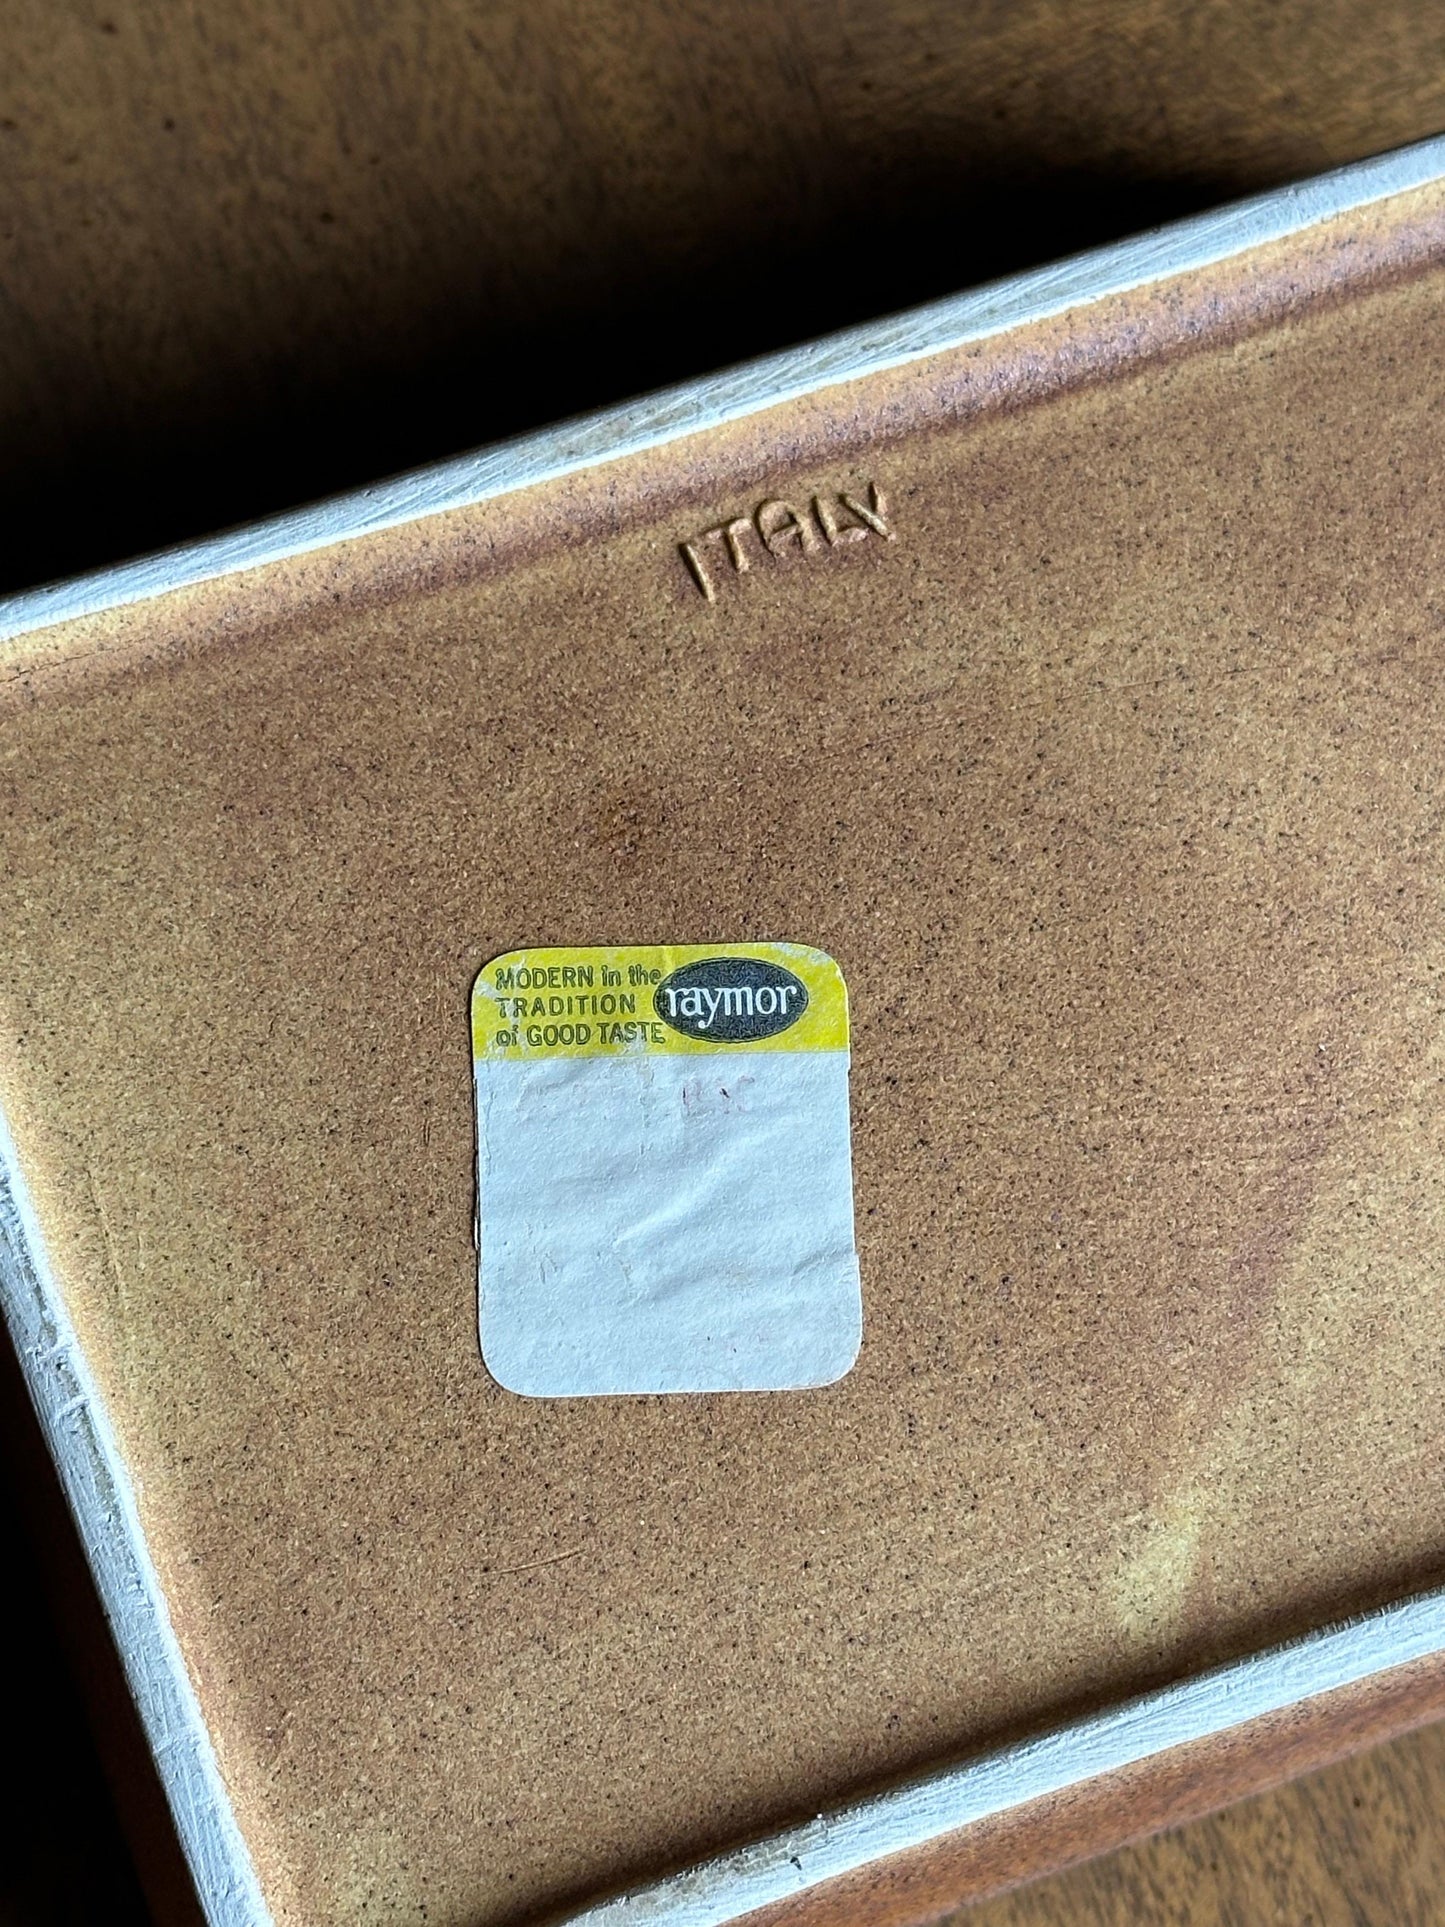 ITALY
MODERN in the
TRADITION
of GOOD TASTE
raymor